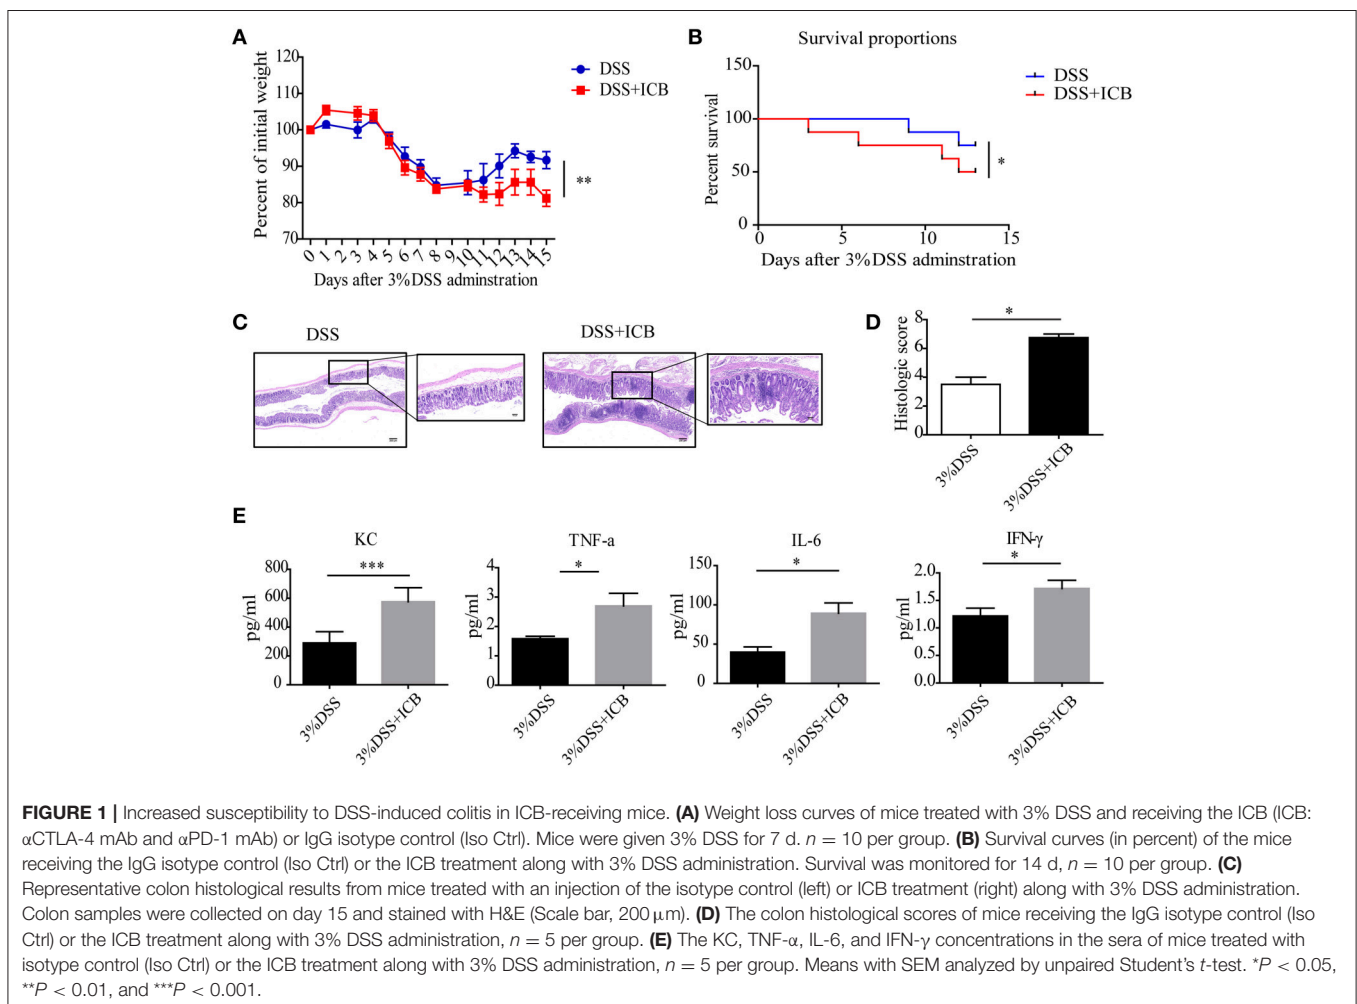 A
120
110
100
90
80
70
Percent of initial weight
DSS
DSS+ICB
**
0 1 2 3 4 5 6 7 8 9 10 11 12 13 14 15
Days after 3%DSS adminstration
B
Survival proportions
150
100
50
0
Percent survival
DSS
DSS+ICB
*
0 5 10 15
Days after 3%DSS adminstration
C
DSS
DSS+ICB
D
8
6
4
2
0
Histologic score
*
3%DSS
3%DSS+ICB
E
KC
800
600
400
200
0
pg/ml
***
3%DSS
3%DSS+ICB
TNF-a
4
3
2
1
0
pg/ml
*
3%DSS
3%DSS+ICB
IL-6
150
100
50
0
pg/ml
*
3%DSS
3%DSS+ICB
IFN-γ
2.0
1.5
1.0
0.5
0.0
pg/ml
*
3%DSS
3%DSS+ICB
FIGURE 1 | Increased susceptibility to DSS-induced colitis in ICB-receiving mice. (A) Weight loss curves of mice treated with 3% DSS and receiving the ICB (ICB:
αCTLA-4 mAb and αPD-1 mAb) or IgG isotype control (Iso Ctrl). Mice were given 3% DSS for 7 d. n = 10 per group. (B) Survival curves (in percent) of the mice
receiving the IgG isotype control (Iso Ctrl) or the ICB treatment along with 3% DSS administration. Survival was monitored for 14 d, n = 10 per group. (C)
Representative colon histological results from mice treated with an injection of the isotype control (left) or ICB treatment (right) along with 3% DSS administration.
Colon samples were collected on day 15 and stained with H&E (Scale bar, 200 μm). (D) The colon histological scores of mice receiving the IgG isotype control (Iso
Ctrl) or the ICB treatment along with 3% DSS administration, n = 5 per group. (E) The KC, TNF-α, IL-6, and IFN-γ concentrations in the sera of mice treated with
isotype control (Iso Ctrl) or the ICB treatment along with 3% DSS administration, n = 5 per group. Means with SEM analyzed by unpaired Student's t-test. *P < 0.05,
**P < 0.01, and ***P < 0.001.